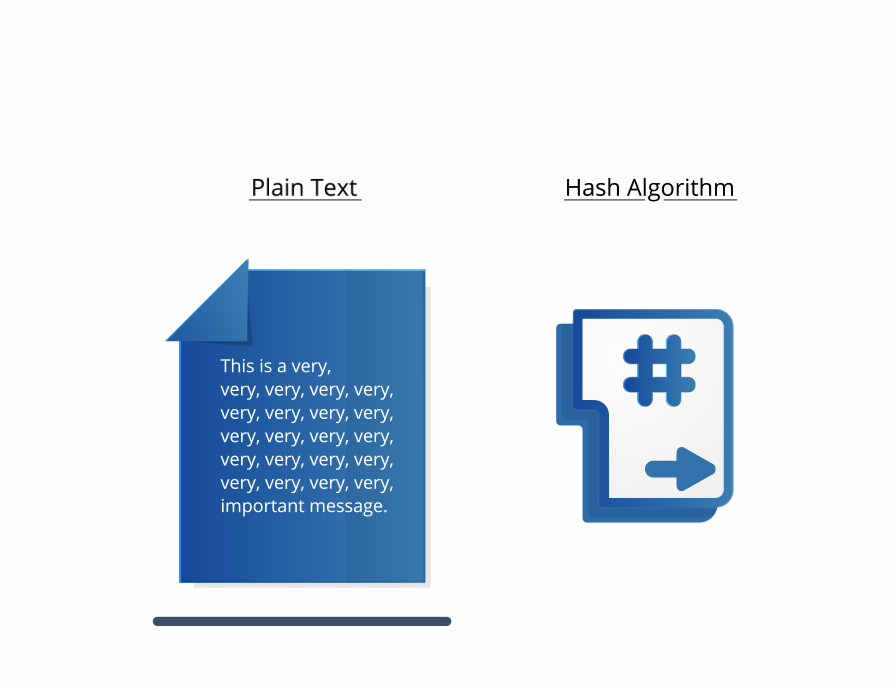 Plain Text
Hash Algorithm
This is a very,
very, very, very, very,
very, very, very, very,
very, very, very, very,
very, very, very, very,
very, very, very, very,
important message.
#